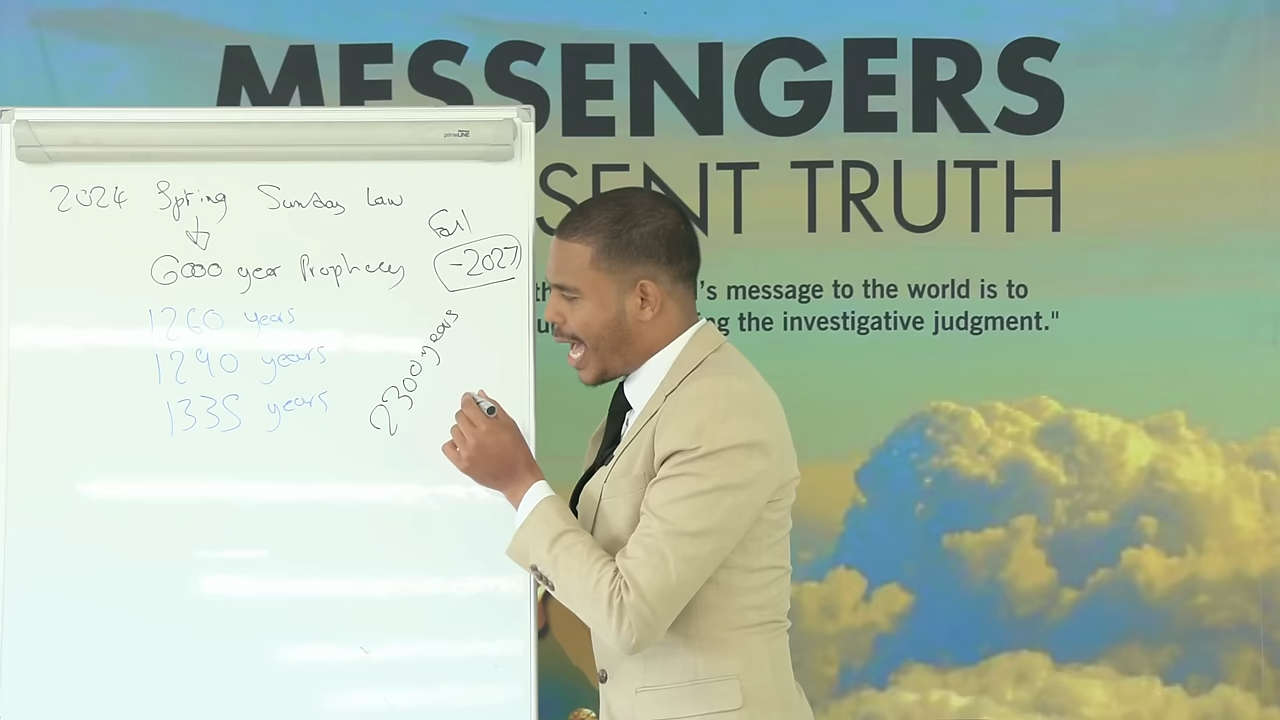 MESSENGERS
SENT TRUTH
's message to the world is to
ng the investigative judgment."
primeLINE
2024 Spring Sunday Law
Fall
6000 year Prophecy -2027
1260 years
1290 years
1335 years
2300 years